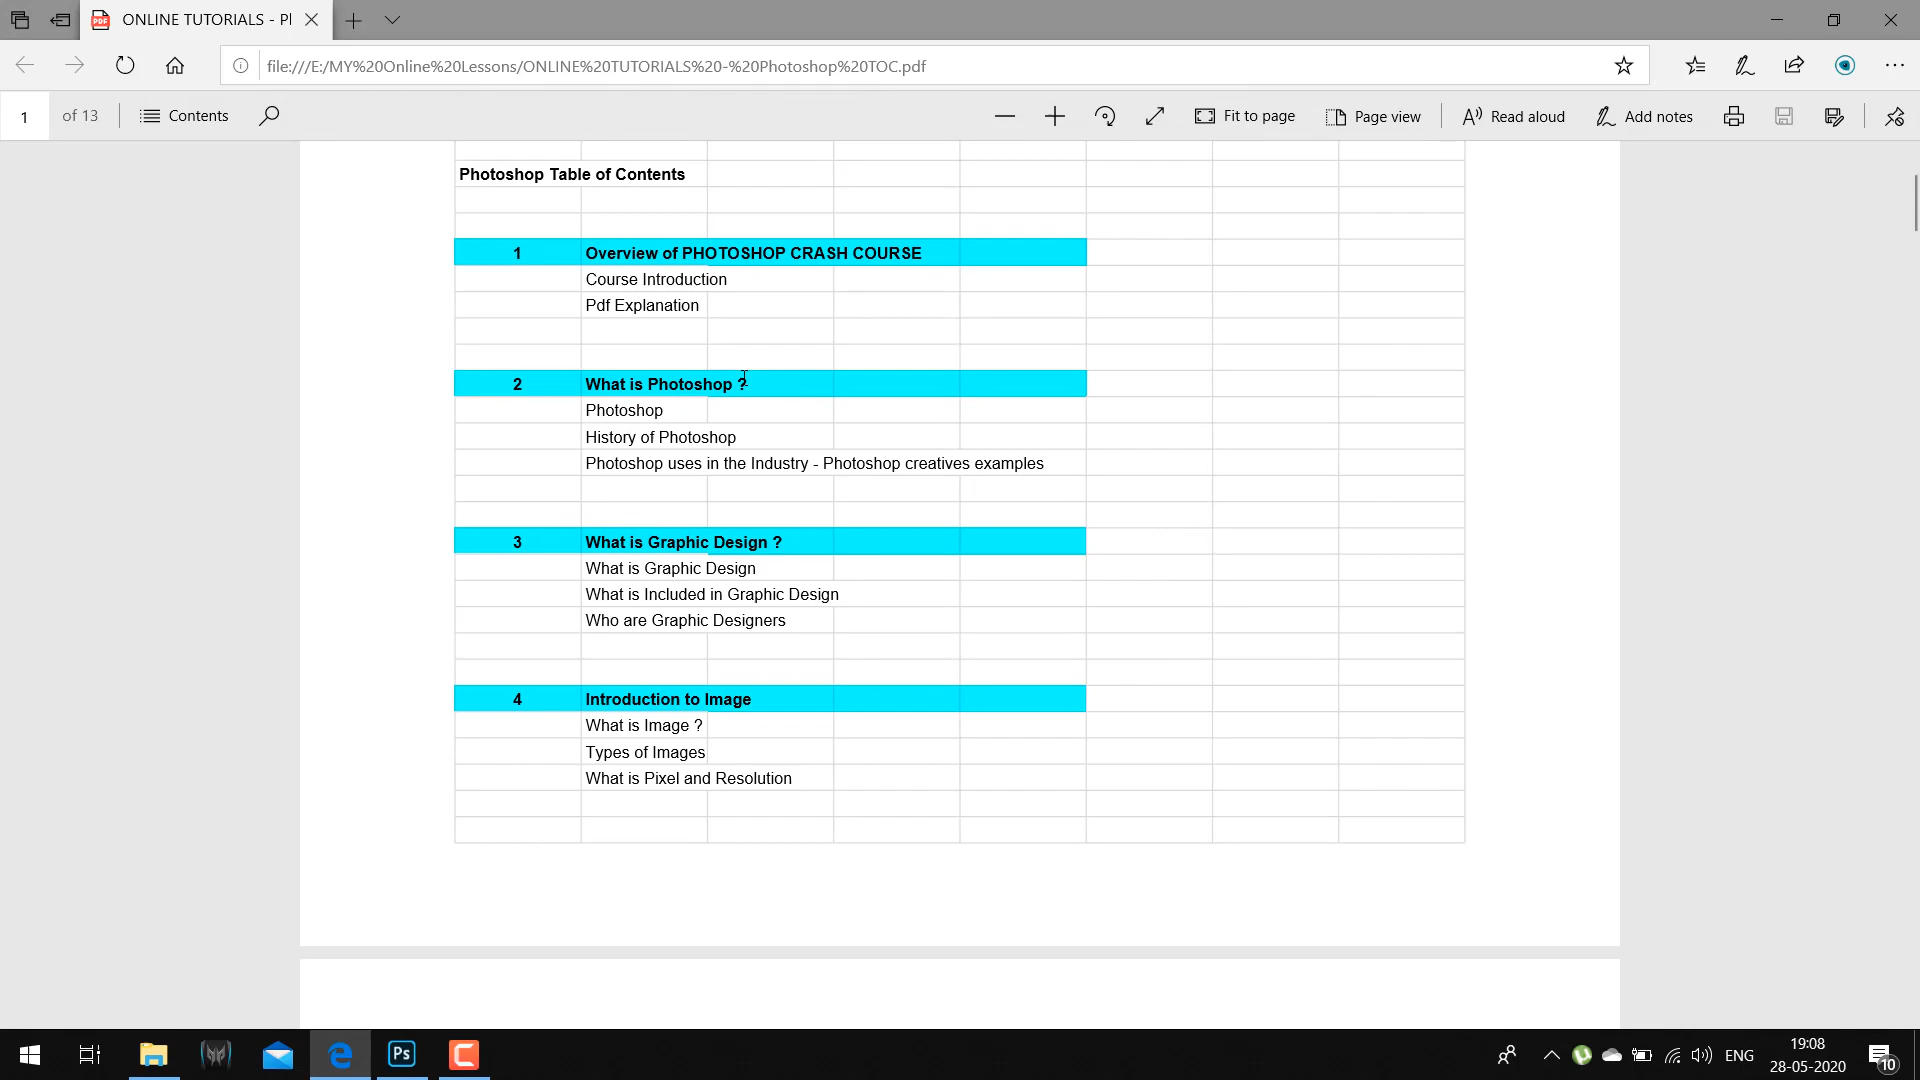 ONLINE TUTORIALS - Pl
file:///E:/MY%20Online%20Lessons/ONLINE%20TUTORIALS%20-%20Photoshop%20TOC.pdf
1 of 13 Contents Fit to page Page view Read aloud Add notes
Photoshop Table of Contents
1 Overview of PHOTOSHOP CRASH COURSE
Course Introduction
Pdf Explanation
2 What is Photoshop ?
Photoshop
History of Photoshop
Photoshop uses in the Industry - Photoshop creatives examples
3 What is Graphic Design ?
What is Graphic Design
What is Included in Graphic Design
Who are Graphic Designers
4 Introduction to Image
What is Image ?
Types of Images
What is Pixel and Resolution
Ps
ENG
19:08
28-05-2020
10